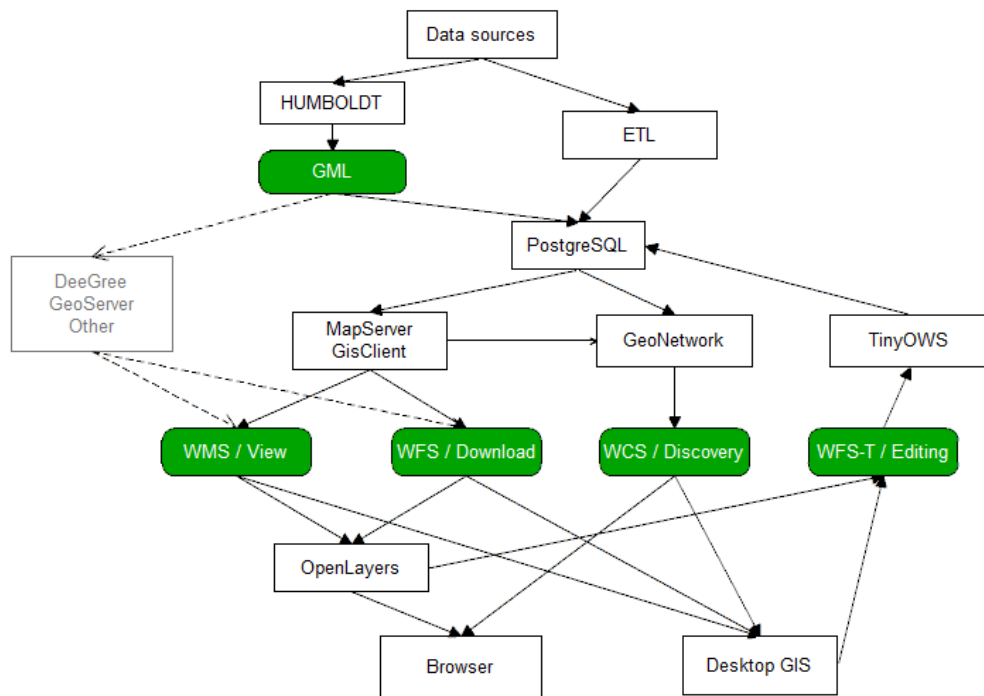 Data sources
HUMBOLDT
ETL
GML
PostgreSQL
DeeGree
GeoServer
Other
MapServer
GisClient
GeoNetwork
TinyOWS
WMS / View
WFS / Download
WCS / Discovery
WFS-T / Editing
OpenLayers
Browser
Desktop GIS